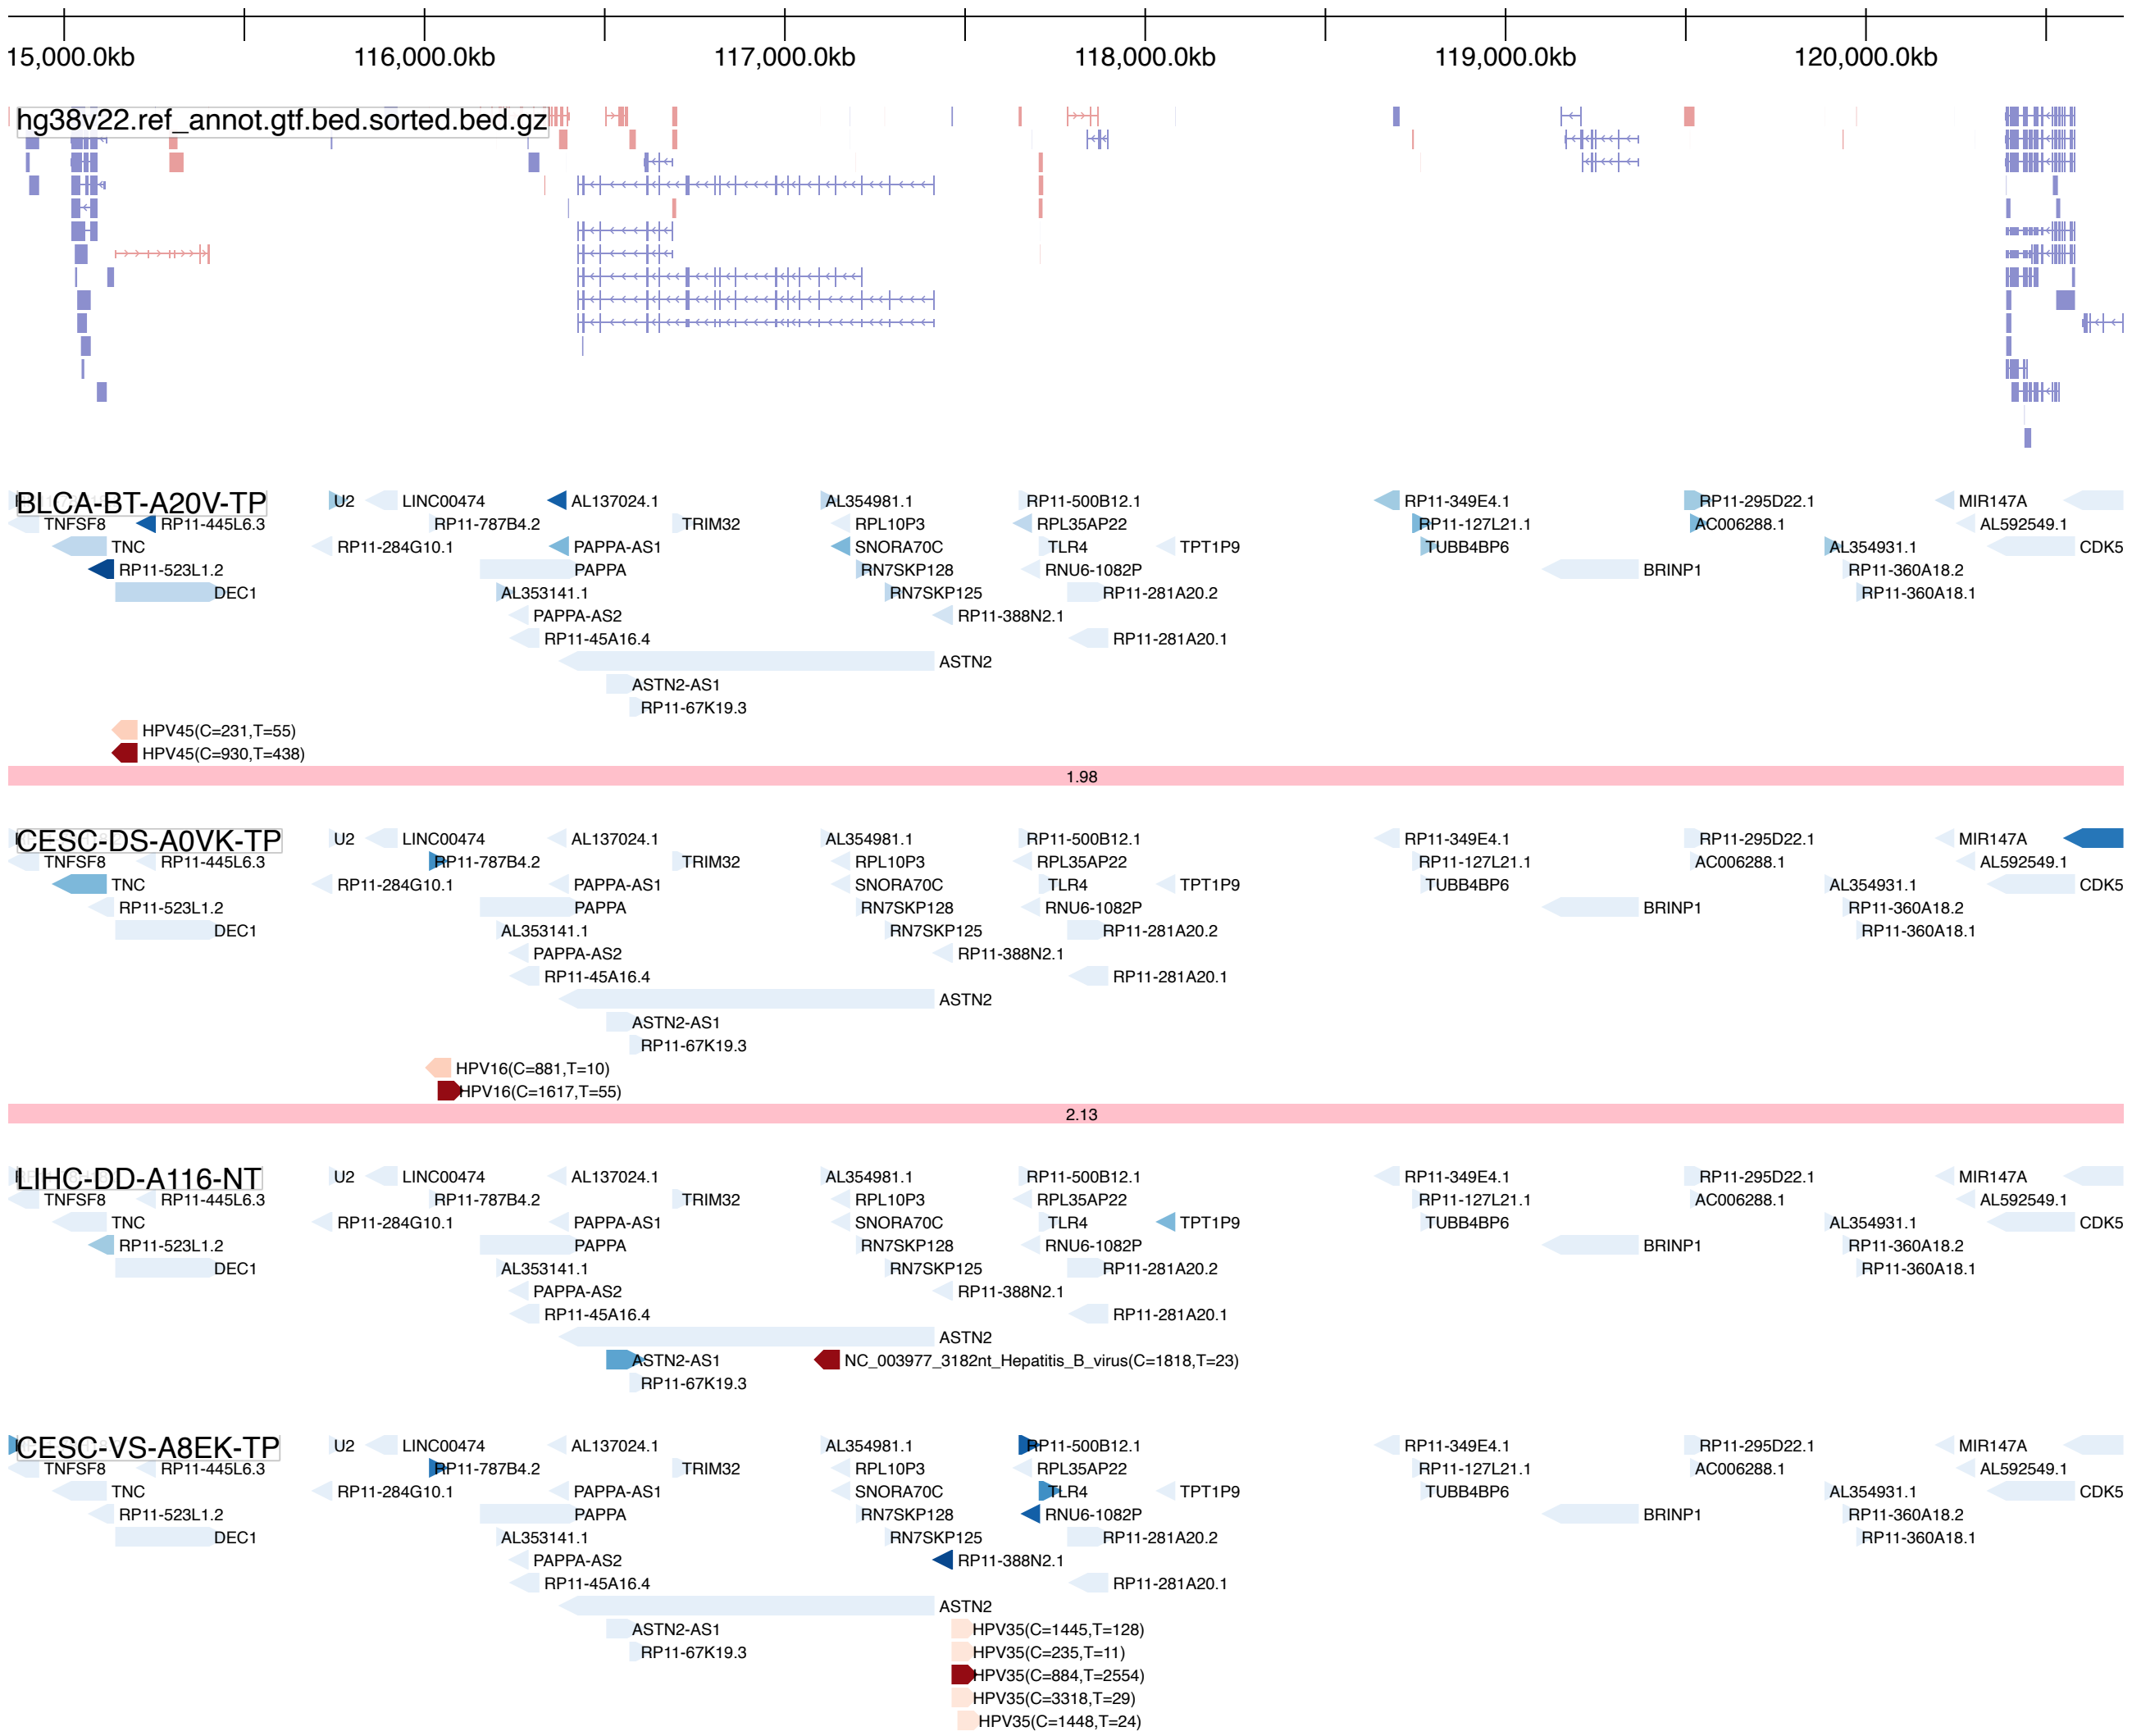 15,000.0kb 116,000.0kb 117,000.0kb 118,000.0kb 119,000.0kb 120,000.0kb
hg38v22.ref_annot.gtf.bed.sorted.bed.gz
BLCA-BT-A20V-TP U2 LINC00474 AL137024.1 AL354981.1 RP11-500B12.1 RP11-349E4.1 RP11-295D22.1 MIR147A
TNFSF8 RP11-445L6.3 RP11-787B4.2 TRIM32 RPL10P3 RPL35AP22 RP11-127L21.1 AC006288.1 AL592549.1
TNC RP11-284G10.1 PAPPA-AS1 SNORA70C TLR4 TPT1P9 TUBB4BP6 AL354931.1 CDK5
RP11-523L1.2 PAPPA RN7SKP128 RNU6-1082P BRINP1 RP11-360A18.2
DEC1 AL353141.1 RN7SKP125 RP11-281A20.2 RP11-360A18.1
PAPPA-AS2 RP11-388N2.1
RP11-45A16.4 RP11-281A20.1
ASTN2
ASTN2-AS1
RP11-67K19.3
HPV45(C=231,T=55)
HPV45(C=930,T=438)
1.98
CESC-DS-A0VK-TP U2 LINC00474 AL137024.1 AL354981.1 RP11-500B12.1 RP11-349E4.1 RP11-295D22.1 MIR147A
TNFSF8 RP11-445L6.3 RP11-787B4.2 TRIM32 RPL10P3 RPL35AP22 RP11-127L21.1 AC006288.1 AL592549.1
TNC RP11-284G10.1 PAPPA-AS1 SNORA70C TLR4 TPT1P9 TUBB4BP6 AL354931.1 CDK5
RP11-523L1.2 PAPPA RN7SKP128 RNU6-1082P BRINP1 RP11-360A18.2
DEC1 AL353141.1 RN7SKP125 RP11-281A20.2 RP11-360A18.1
PAPPA-AS2 RP11-388N2.1
RP11-45A16.4 RP11-281A20.1
ASTN2
ASTN2-AS1
RP11-67K19.3
HPV16(C=881,T=10)
HPV16(C=1617,T=55)
2.13
LIHC-DD-A116-NT U2 LINC00474 AL137024.1 AL354981.1 RP11-500B12.1 RP11-349E4.1 RP11-295D22.1 MIR147A
TNFSF8 RP11-445L6.3 RP11-787B4.2 TRIM32 RPL10P3 RPL35AP22 RP11-127L21.1 AC006288.1 AL592549.1
TNC RP11-284G10.1 PAPPA-AS1 SNORA70C TLR4 TPT1P9 TUBB4BP6 AL354931.1 CDK5
RP11-523L1.2 PAPPA RN7SKP128 RNU6-1082P BRINP1 RP11-360A18.2
DEC1 AL353141.1 RN7SKP125 RP11-281A20.2 RP11-360A18.1
PAPPA-AS2 RP11-388N2.1
RP11-45A16.4 RP11-281A20.1
ASTN2
ASTN2-AS1 NC_003977_3182nt_Hepatitis_B_virus(C=1818,T=23)
RP11-67K19.3
CESC-VS-A8EK-TP U2 LINC00474 AL137024.1 AL354981.1 RP11-500B12.1 RP11-349E4.1 RP11-295D22.1 MIR147A
TNFSF8 RP11-445L6.3 RP11-787B4.2 TRIM32 RPL10P3 RPL35AP22 RP11-127L21.1 AC006288.1 AL592549.1
TNC RP11-284G10.1 PAPPA-AS1 SNORA70C TLR4 TPT1P9 TUBB4BP6 AL354931.1 CDK5
RP11-523L1.2 PAPPA RN7SKP128 RNU6-1082P BRINP1 RP11-360A18.2
DEC1 AL353141.1 RN7SKP125 RP11-281A20.2 RP11-360A18.1
PAPPA-AS2 RP11-388N2.1
RP11-45A16.4 RP11-281A20.1
ASTN2
ASTN2-AS1 HPV35(C=1445,T=128)
RP11-67K19.3 HPV35(C=235,T=11)
HPV35(C=884,T=2554)
HPV35(C=3318,T=29)
HPV35(C=1448,T=24)